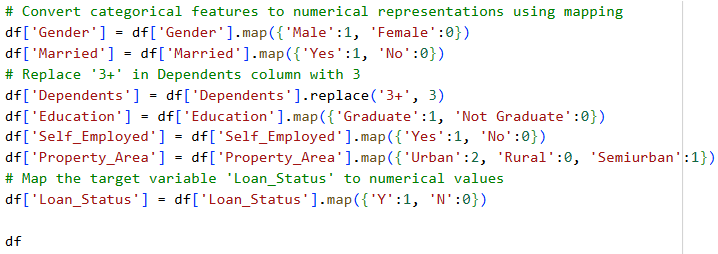 # Convert categorical features to numerical representations using mapping
df['Gender'] = df['Gender'].map({'Male':1, 'Female':0})
df['Married'] = df['Married'].map({'Yes':1, 'No':0})
# Replace '3+' in Dependents column with 3
df['Dependents'] = df['Dependents'].replace('3+', 3)
df['Education'] = df['Education'].map({'Graduate':1, 'Not Graduate':0})
df['Self_Employed'] = df['Self_Employed'].map({'Yes':1, 'No':0})
df['Property_Area'] = df['Property_Area'].map({'Urban':2, 'Rural':0, 'Semiurban':1})
# Map the target variable 'Loan_Status' to numerical values
df['Loan_Status'] = df['Loan_Status'].map({'Y':1, 'N':0})
df